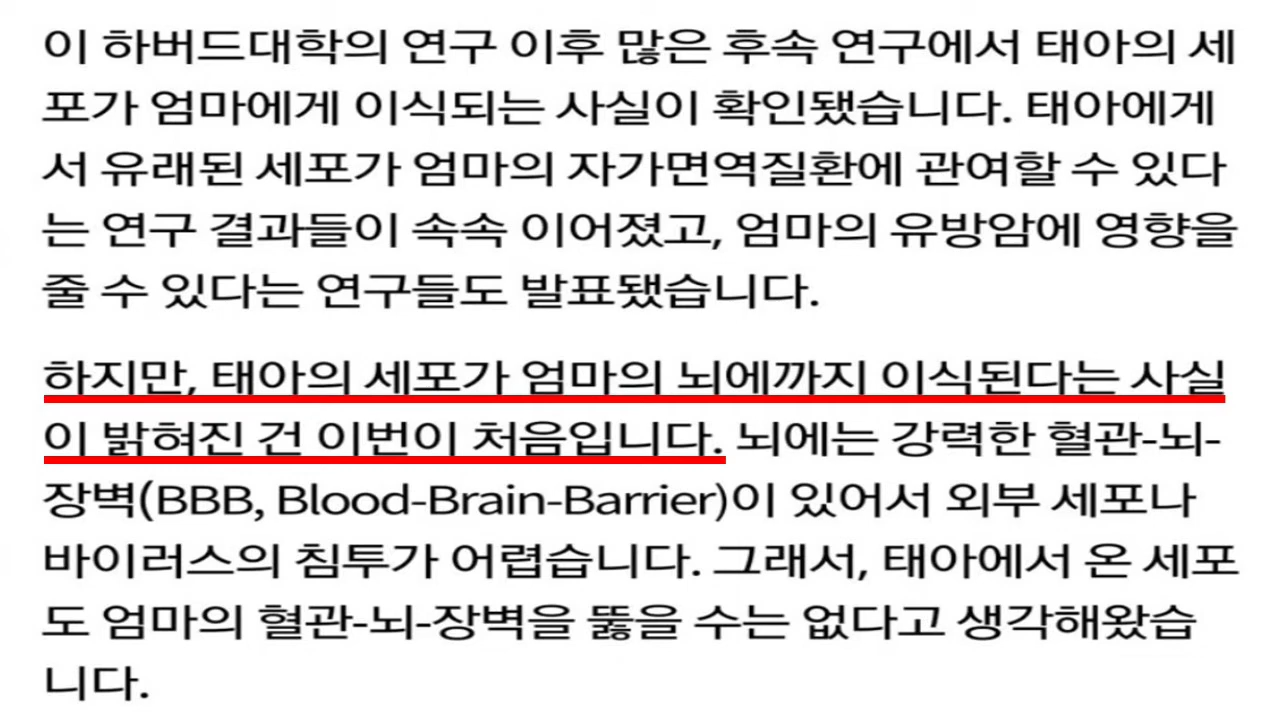 이 하버드대학의 연구 이후 많은 후속 연구에서 태아의 세
포가 엄마에게 이식되는 사실이 확인됐습니다. 태아에게
서 유래된 세포가 엄마의 자가면역질환에 관여할 수 있다
는 연구 결과들이 속속 이어졌고, 엄마의 유방암에 영향을
줄 수 있다는 연구들도 발표됐습니다.
하지만, 태아의 세포가 엄마의 뇌에까지 이식된다는 사실
이 밝혀진 건 이번이 처음입니다. 뇌에는 강력한 혈관-뇌-
장벽(BBB, Blood-Brain-Barrier)이 있어서 외부 세포나
바이러스의 침투가 어렵습니다. 그래서, 태아에서 온 세포
도 엄마의 혈관-뇌-장벽을 뚫을 수는 없다고 생각해왔습
니다.